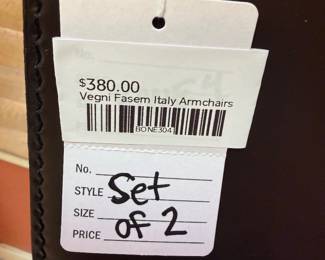 $380.00
Vegni Fasem Italy Armchairs
BONE304
No.
STYLE Set
SIZE of 2
PRICE